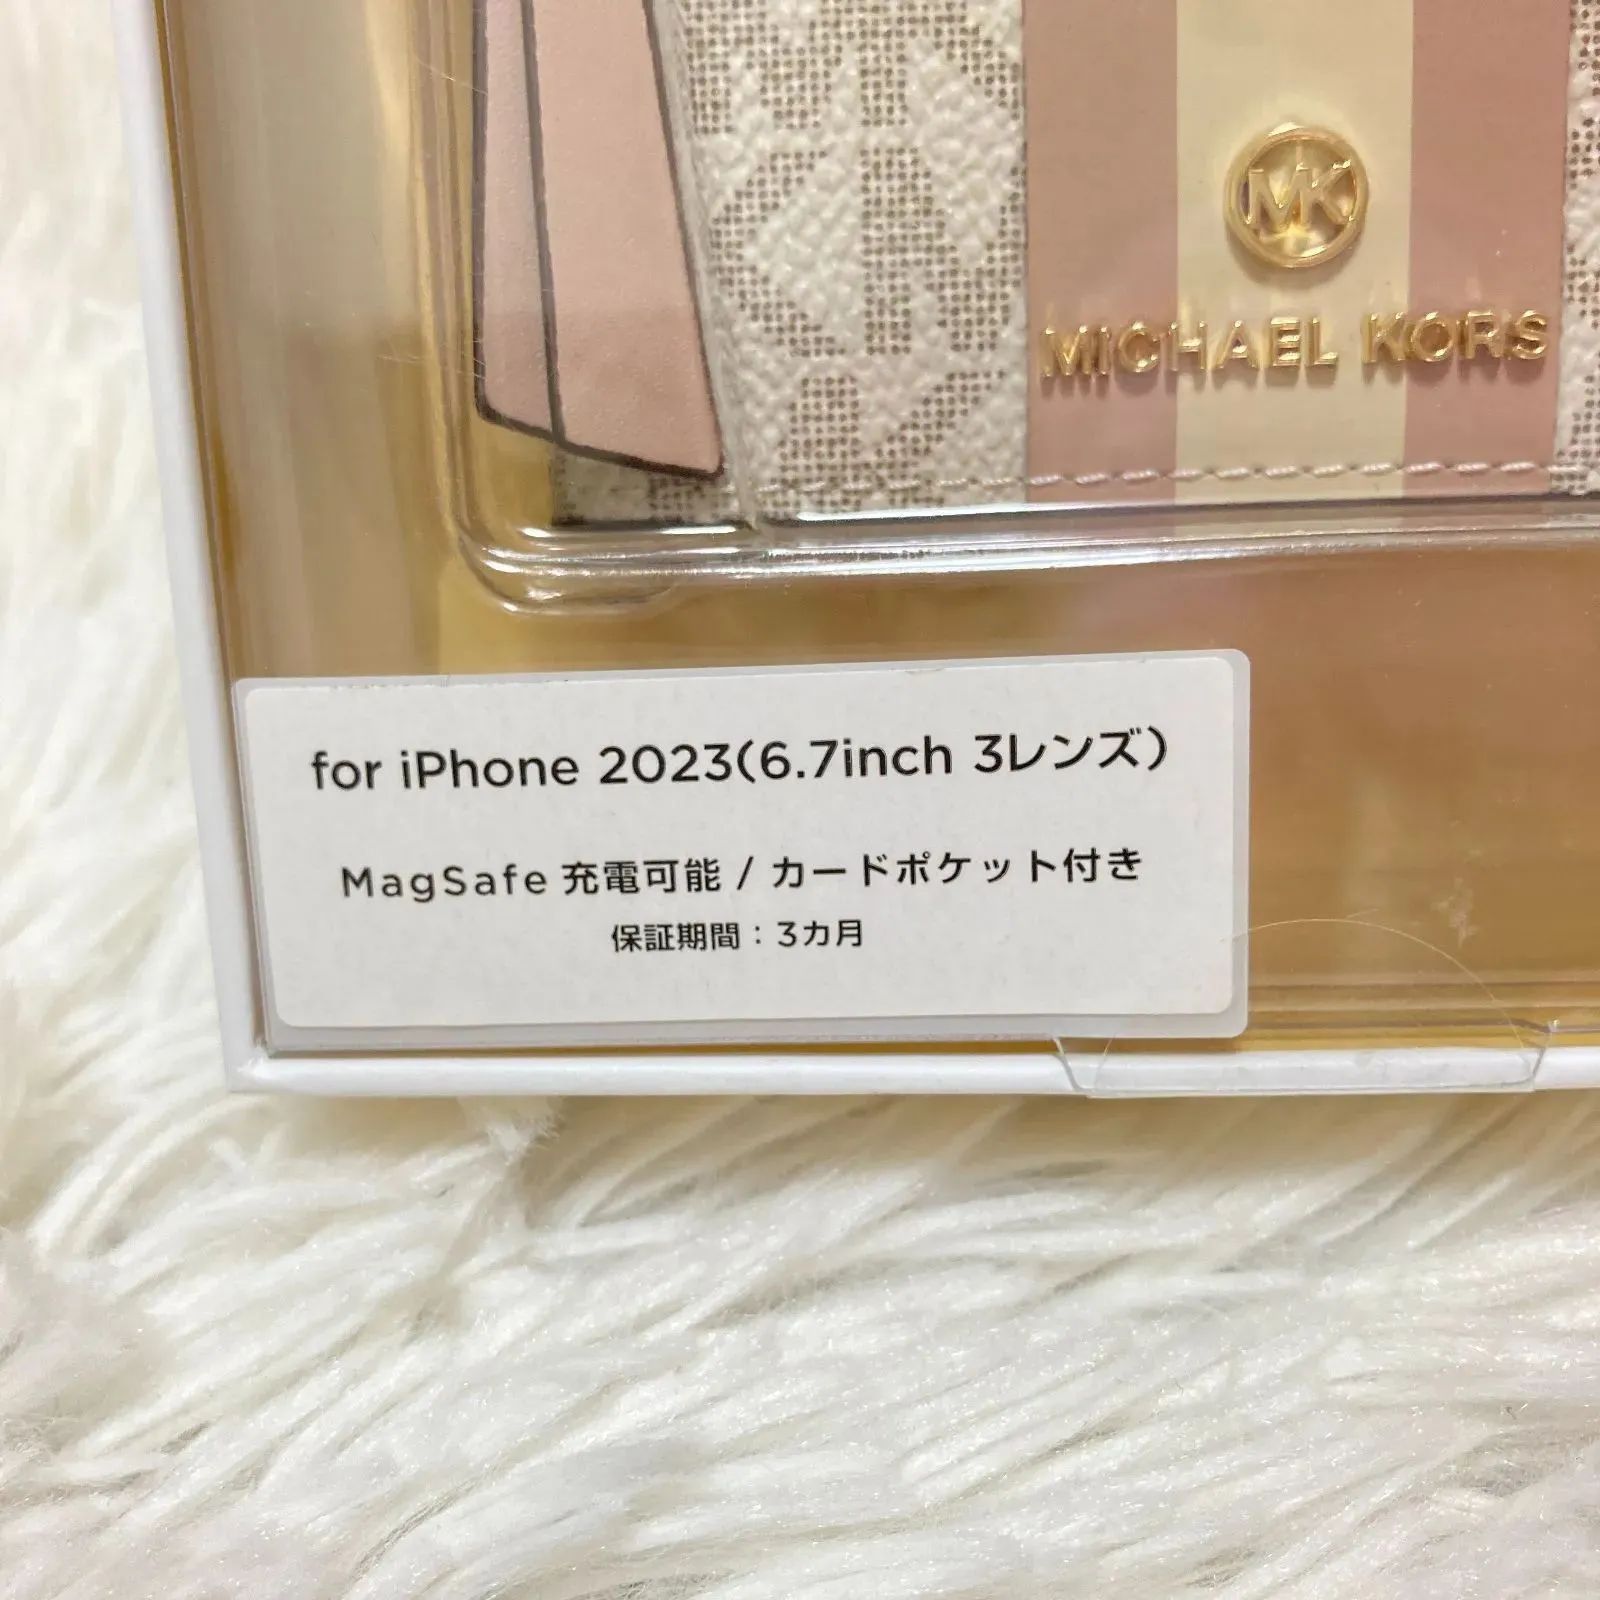 MK
MICHAEL KORS
for iPhone 2023(6.7inch 3レンズ)
MagSafe 充電可能 / カードポケット付き
保証期間：3カ月